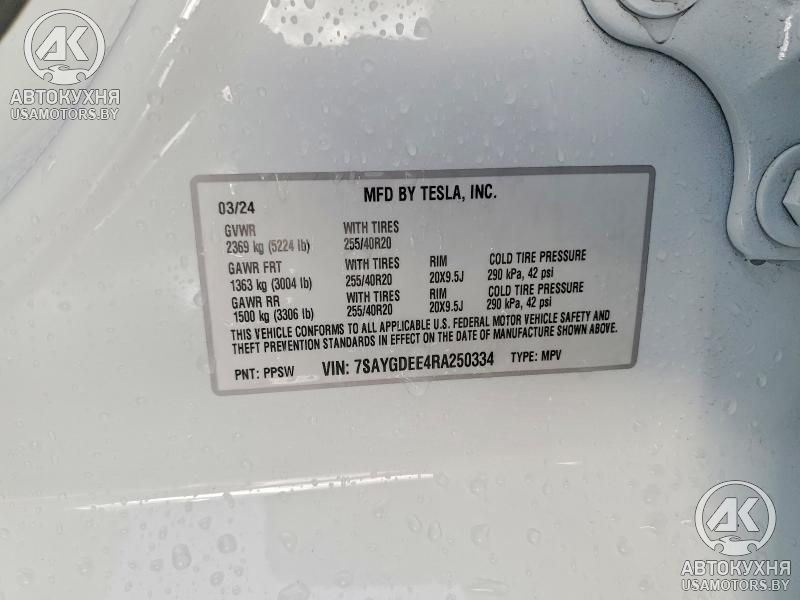 АК
АВТОКУХНЯ
USAMOTORS.BY
MFD BY TESLA, INC.
03/24
GVWR WITH TIRES
2369 kg (5224 lb) 255/40R20
GAWR FRT WITH TIRES RIM COLD TIRE PRESSURE
1363 kg (3004 lb) 255/40R20 20X9.5J 290 kPa, 42 psi
GAWR RR WITH TIRES RIM COLD TIRE PRESSURE
1500 kg (3306 lb) 255/40R20 20X9.5J 290 kPa, 42 psi
THIS VEHICLE CONFORMS TO ALL APPLICABLE U.S. FEDERAL MOTOR VEHICLE SAFETY AND
THEFT PREVENTION STANDARDS IN EFFECT ON THE DATE OF MANUFACTURE SHOWN ABOVE.
PNT: PPSW VIN: 7SAYGDEE4RA250334 TYPE: MPV
АК
АВТОКУХНЯ
USAMOTORS.BY